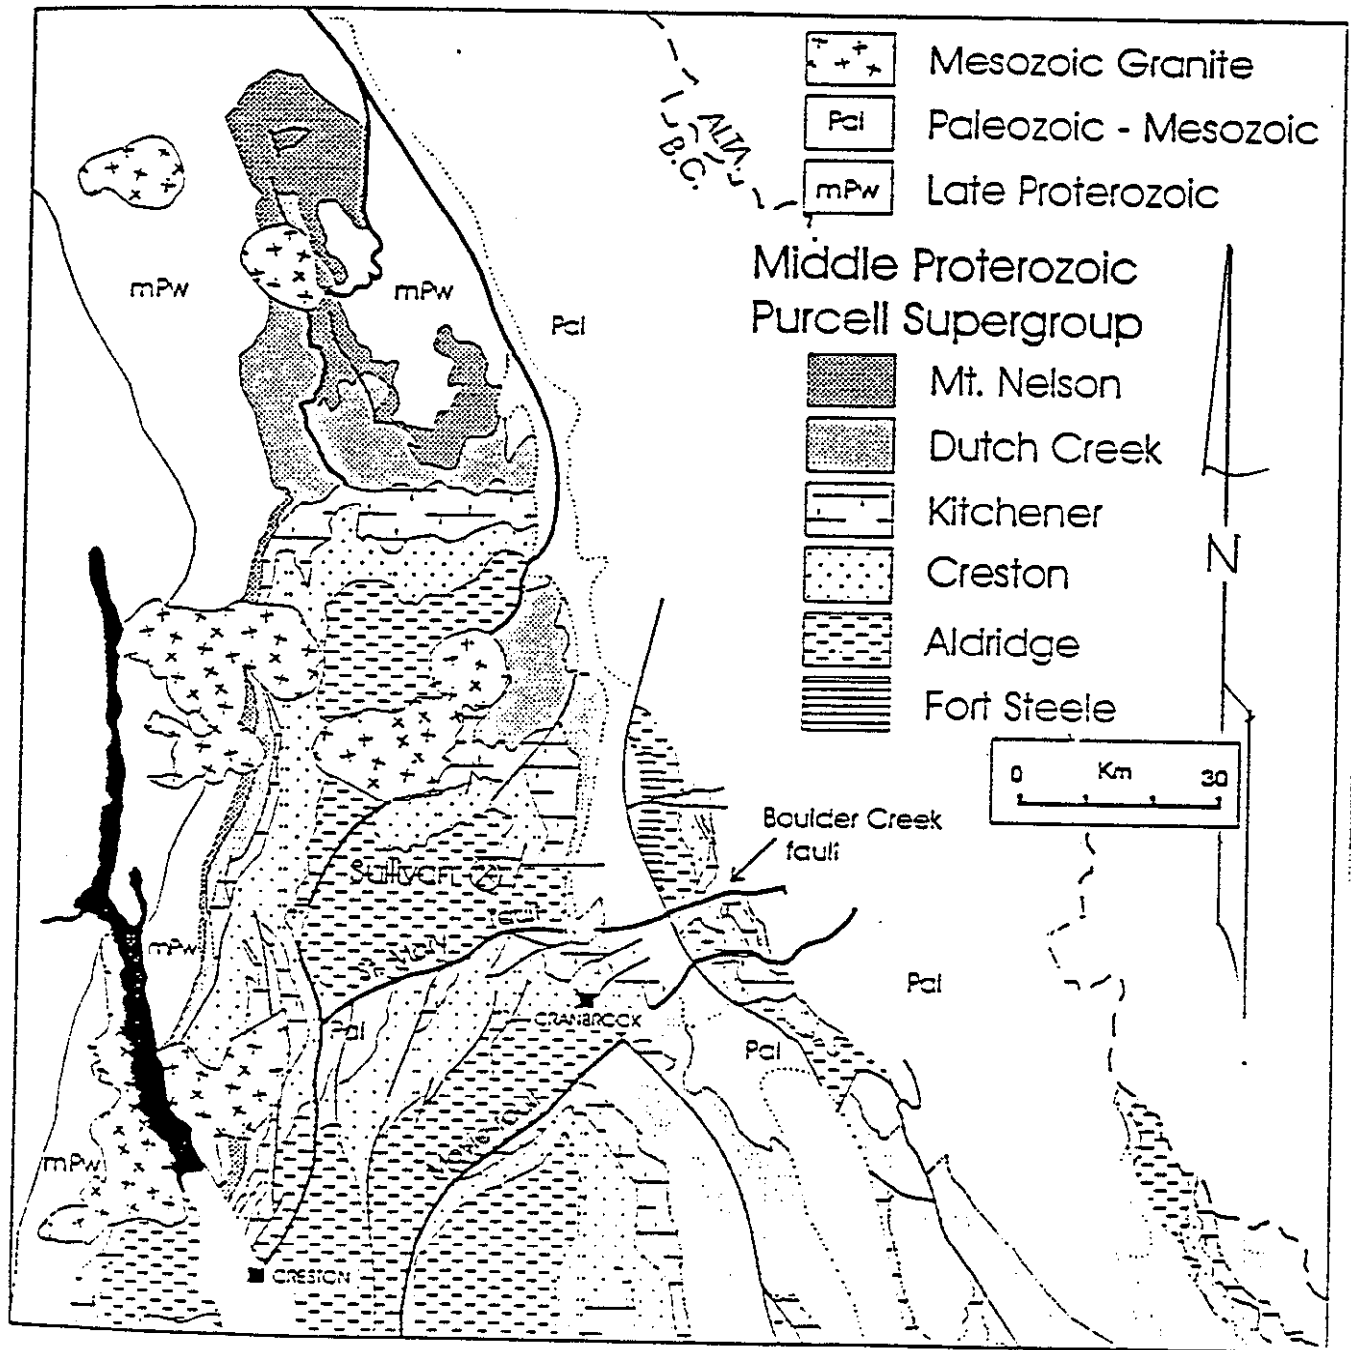 Mesozoic Granite
Pal
Paleozoic - Mesozoic
mPw
Late Proterozoic
Middle Proterozoic
Purcell Supergroup
Mt. Nelson
Dutch Creek
Kitchener
Creston
Aldridge
Fort Steele
ALTA.
B.C.
mPw
mPw
Pal
N
0 Km 30
Boulder Creek
fault
Sullivan
fault
mPw
Pal
CRANBROOK
Pal
Pal
mPw
CRESTON